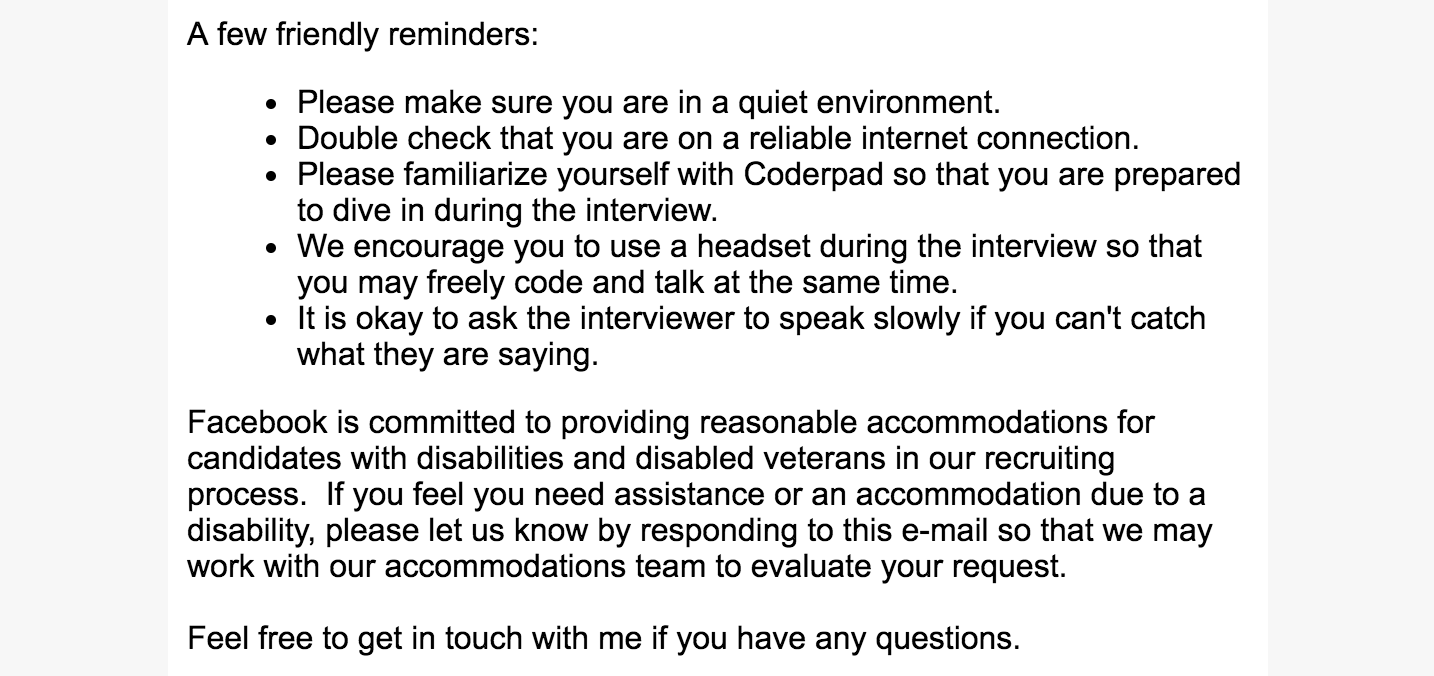 A few friendly reminders:
• Please make sure you are in a quiet environment.
• Double check that you are on a reliable internet connection.
• Please familiarize yourself with Coderpad so that you are prepared
to dive in during the interview.
• We encourage you to use a headset during the interview so that
you may freely code and talk at the same time.
• It is okay to ask the interviewer to speak slowly if you can't catch
what they are saying.
Facebook is committed to providing reasonable accommodations for
candidates with disabilities and disabled veterans in our recruiting
process.  If you feel you need assistance or an accommodation due to a
disability, please let us know by responding to this e-mail so that we may
work with our accommodations team to evaluate your request.
Feel free to get in touch with me if you have any questions.